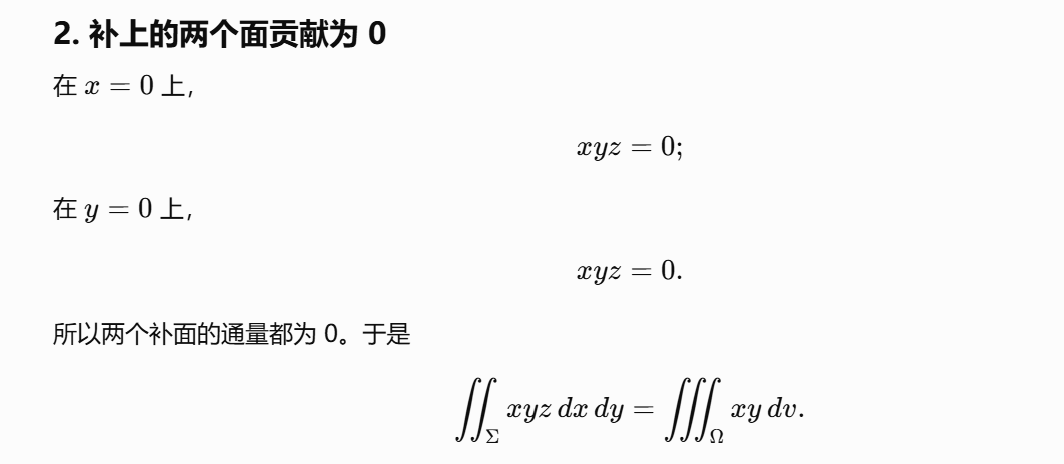 2. 补上的两个面贡献为 0
在 x = 0 上，
xyz = 0;
在 y = 0 上，
xyz = 0.
所以两个补面的通量都为 0。于是
∬_Σ xyz dx dy = ∭_Ω xy dv.